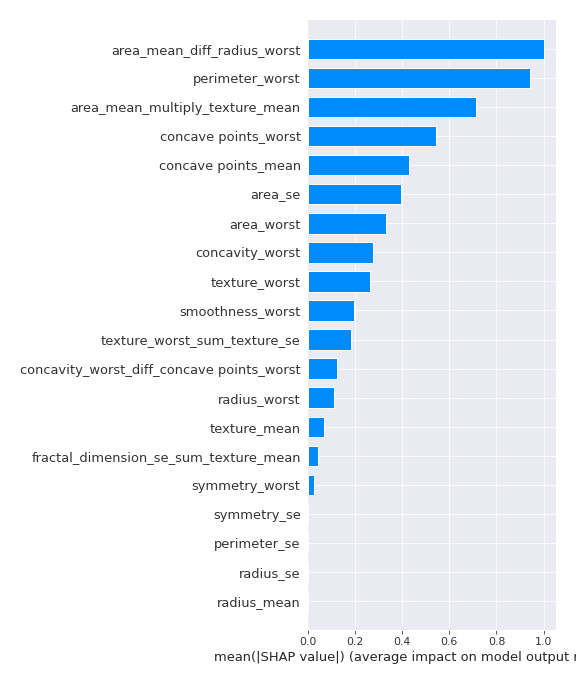 area_mean_diff_radius_worst
perimeter_worst
area_mean_multiply_texture_mean
concave points_worst
concave points_mean
area_se
area_worst
concavity_worst
texture_worst
smoothness_worst
texture_worst_sum_texture_se
concavity_worst_diff_concave points_worst
radius_worst
texture_mean
fractal_dimension_se_sum_texture_mean
symmetry_worst
symmetry_se
perimeter_se
radius_se
radius_mean
0.0 0.2 0.4 0.6 0.8 1.0
mean(|SHAP value|) (average impact on model output